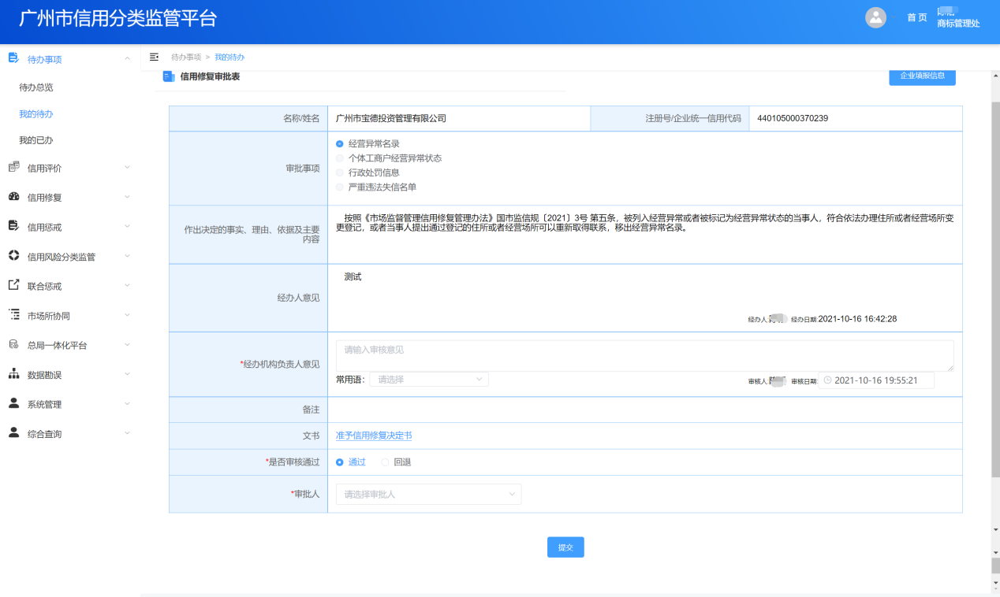 广州市信用分类监管平台
首页
商标管理处
待办事项
待办事项 > 我的待办
信用修复审批表
企业填报信息
待办总览
我的待办
我的已办
信用评价
信用修复
信用惩戒
信用风险分类监管
联合惩戒
市场所协同
总局一体化平台
数据勘误
系统管理
综合查询
名称/姓名
广州市宝德投资管理有限公司
注册号/企业统一信用代码
440105000370239
审批事项
经营异常名录
个体工商户经营异常状态
行政处罚信息
严重违法失信名单
作出决定的事实、理由、依据及主要
内容
按照《市场监督管理信用修复管理办法》国市监信规〔2021〕3号 第五条，被列入经营异常或者被标记为经营异常状态的当事人，符合依法办理住所或者经营场所变
更登记，或者当事人提出通过登记的住所或者经营场所可以重新取得联系，移出经营异常名录。
经办人意见
测试
经办人: 经办日期:2021-10-16 16:42:28
*经办机构负责人意见
请输入审核意见
常用语： 请选择
审核人: 审核日期: 2021-10-16 19:55:21
备注
文书
准予信用修复决定书
*是否审核通过
通过 回退
*审批人
请选择审批人
提交